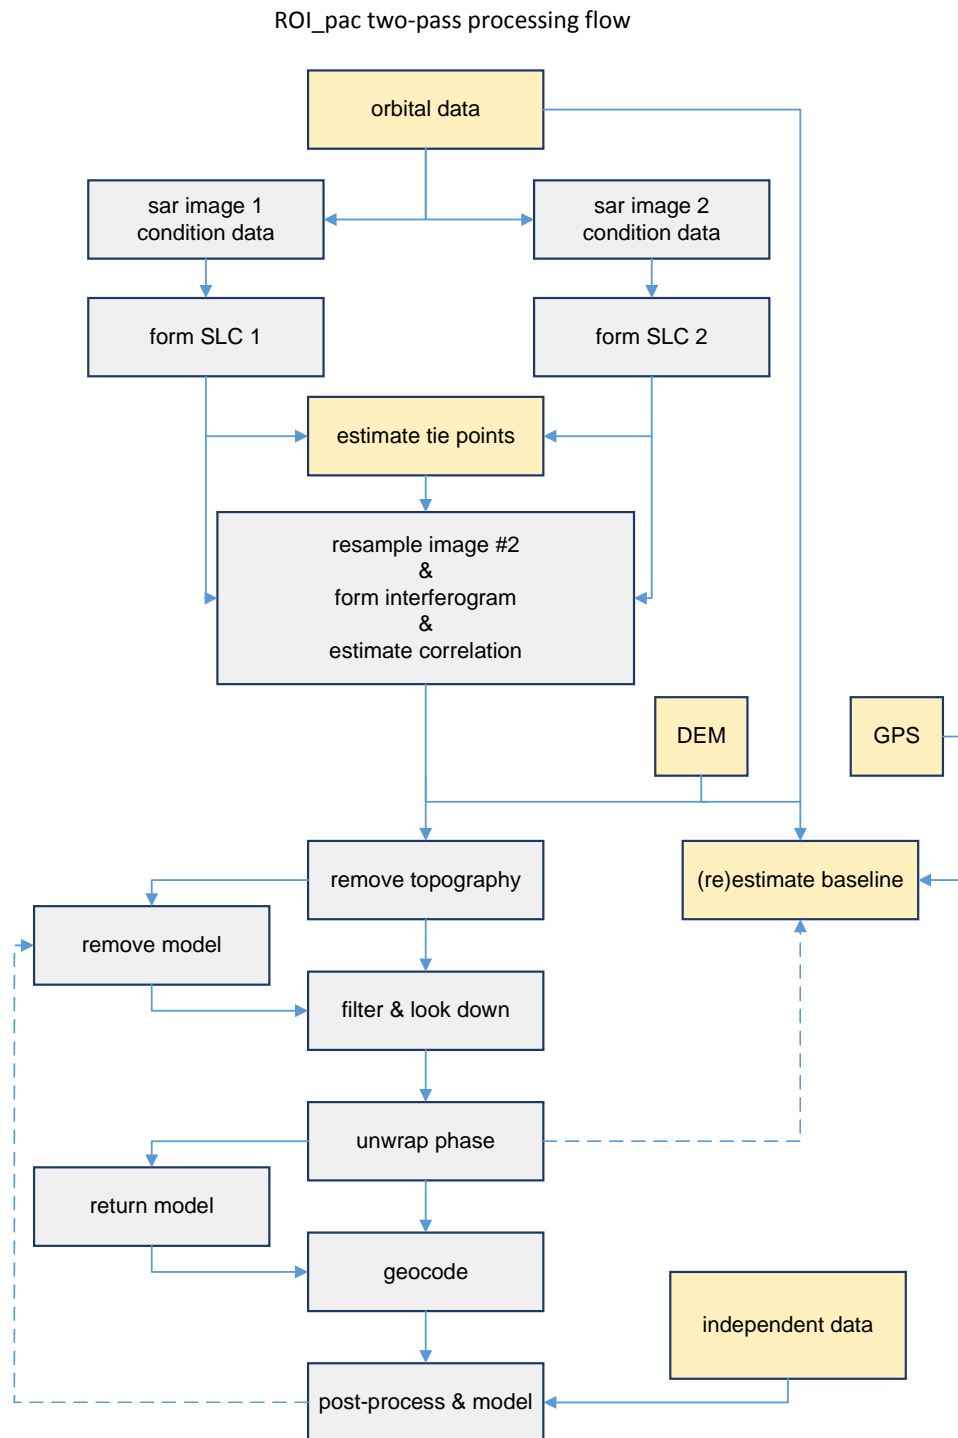 ROI_pac two-pass processing flow
orbital data
sar image 1
condition data
sar image 2
condition data
form SLC 1
form SLC 2
estimate tie points
resample image #2
&
form interferogram
&
estimate correlation
DEM
GPS
remove topography
(re)estimate baseline
remove model
filter & look down
unwrap phase
return model
geocode
independent data
post-process & model